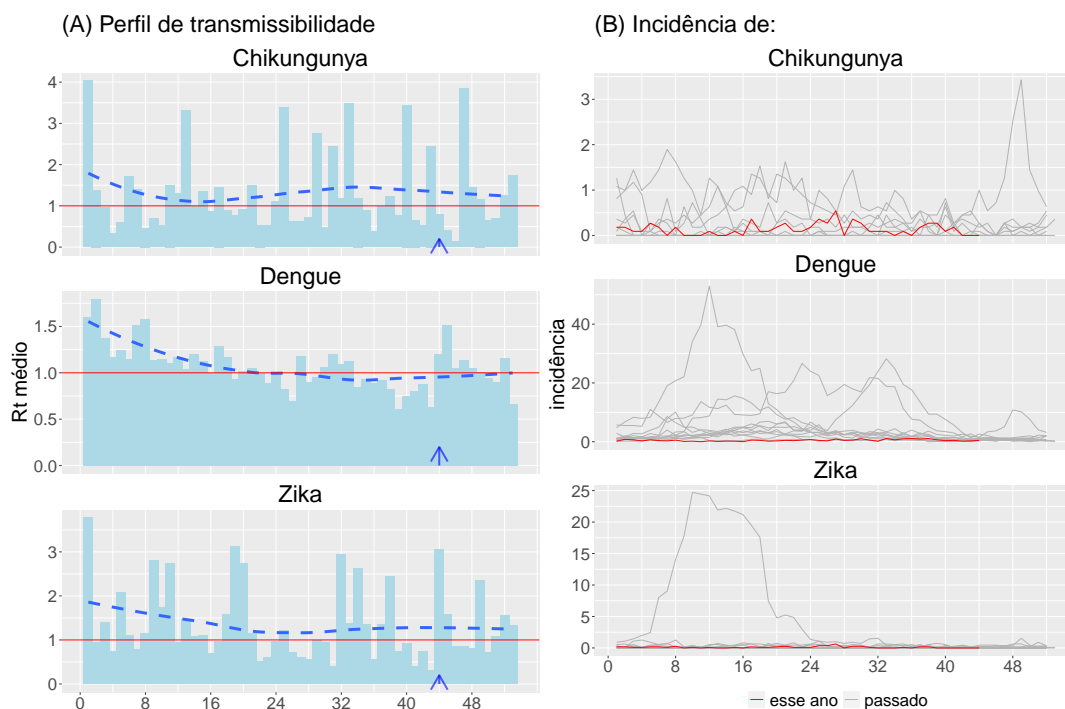 (A) Perfil de transmissibilidade
Chikungunya
4
3
2
1
0
Dengue
1.5
1.0
0.5
0.0
Rt médio
Zika
3
2
1
0
0 8 16 24 32 40 48
(B) Incidência de:
Chikungunya
3
2
1
0
Dengue
40
20
0
incidência
Zika
25
20
15
10
5
0
8 16 24 32 40 48
esse ano passado